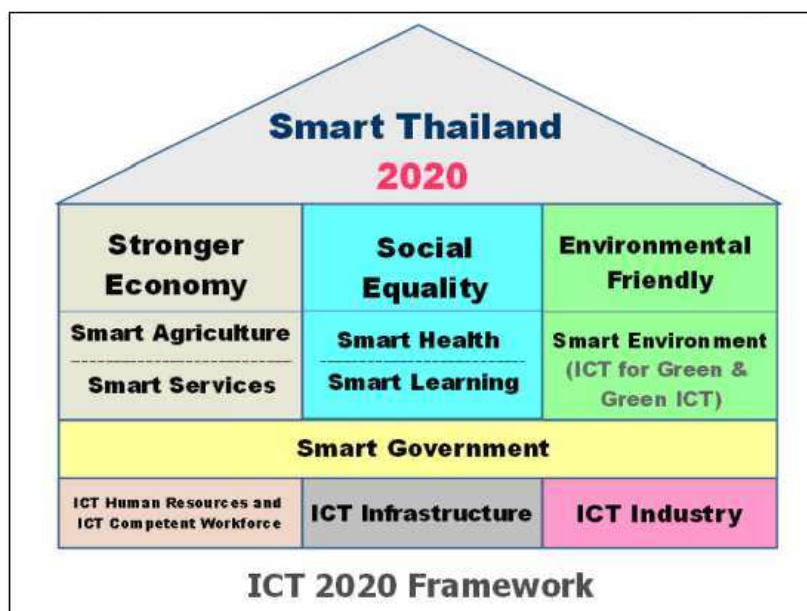 Smart Thailand
2020
Stronger
Economy
Social
Equality
Environmental
Friendly
Smart Agriculture
Smart Services
Smart Health
Smart Learning
Smart Environment
(ICT for Green &
Green ICT)
Smart Government
ICT Human Resources and
ICT Competent Workforce
ICT Infrastructure
ICT Industry
ICT 2020 Framework